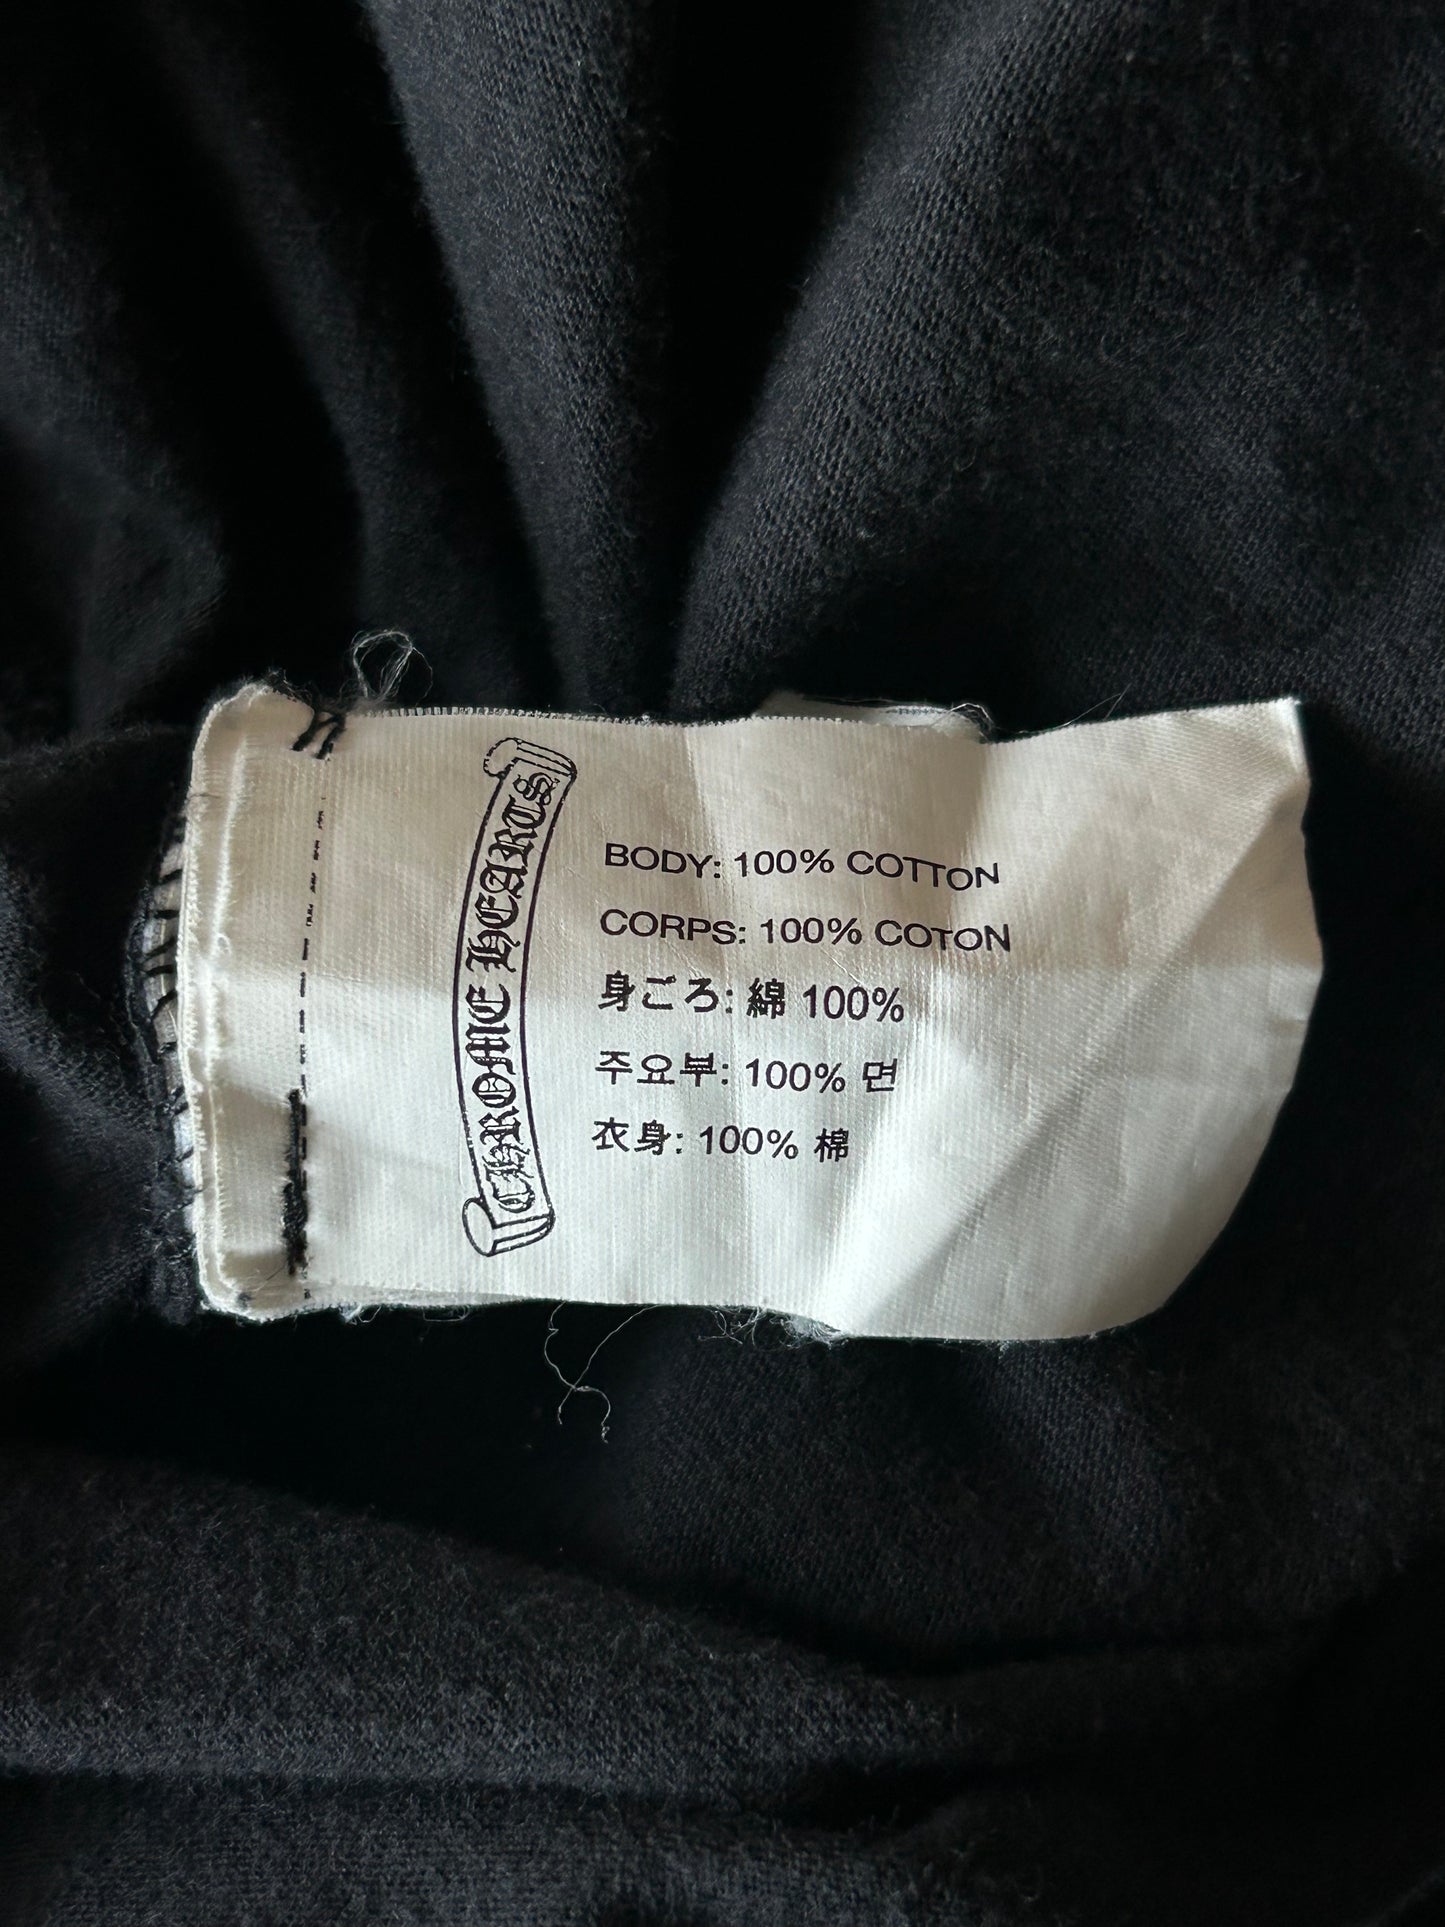 CHROME HEARTS
BODY: 100% COTTON
CORPS: 100% COTON
身ごろ: 綿 100%
주요부: 100% 면
衣身: 100% 棉